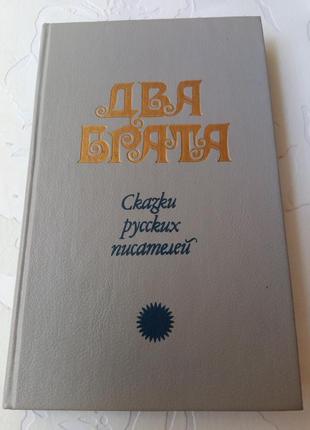 ДВА
БРАТА
Сказки
русских
писателей